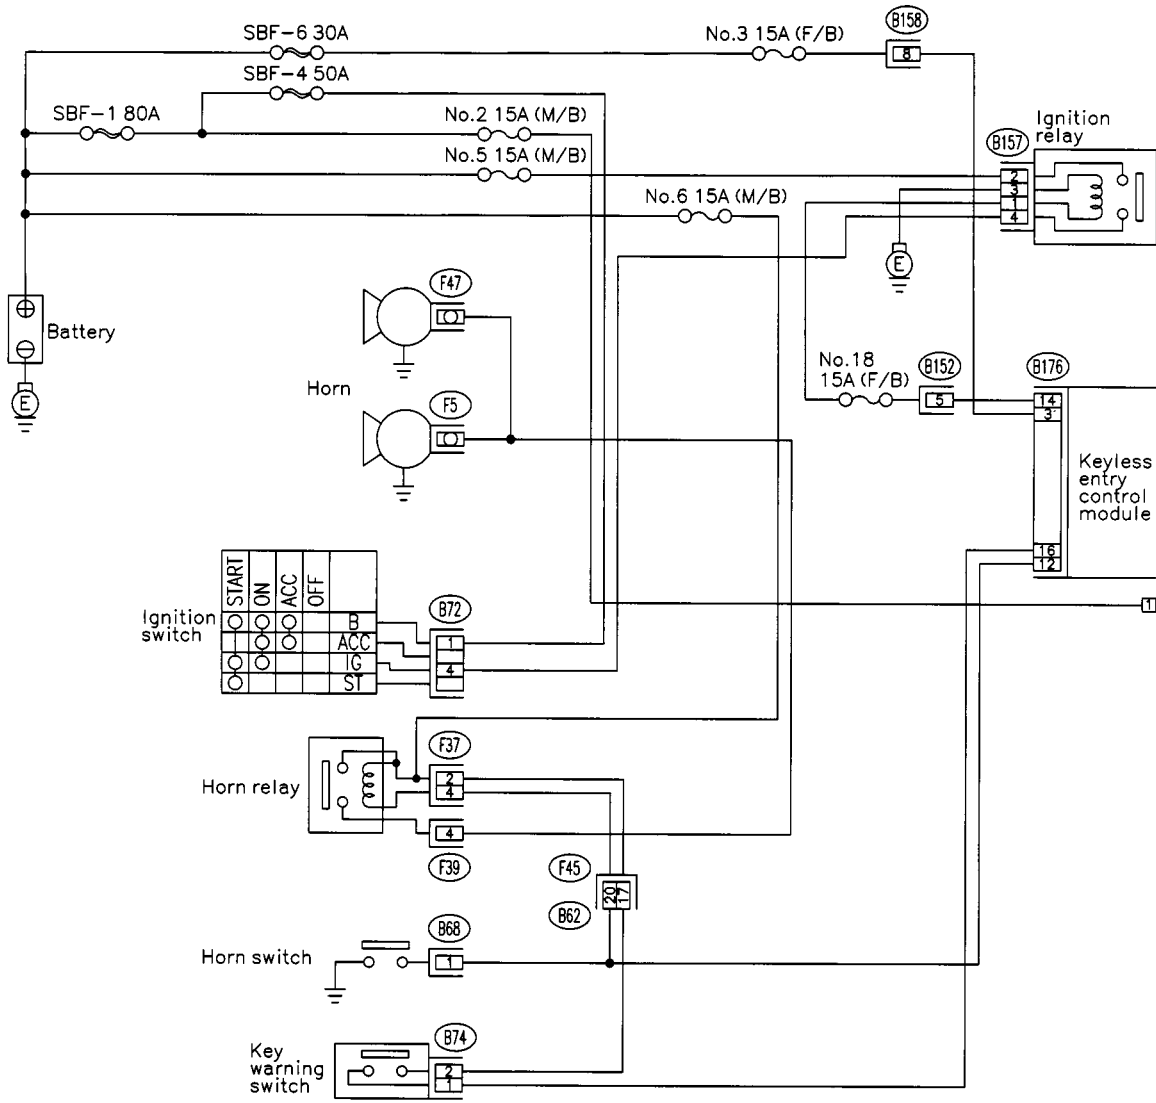 SBF-6 30A
No.3 15A (F/B)
B158
8
SBF-4 50A
SBF-1 80A
No.2 15A (M/B)
No.5 15A (M/B)
No.6 15A (M/B)
Ignition
relay
B157
2
3
1
4
E
Battery
E
F47
Horn
F5
No.18
15A (F/B)
B152
5
B176
14
3
Keyless
entry
control
module
16
12
1
Ignition
switch
START
ON
ACC
OFF
B
ACC
IG
ST
B72
1
4
Horn relay
F37
2
4
4
F39
F45
20
17
B62
Horn switch
B68
1
Key
warning
switch
B74
2
1